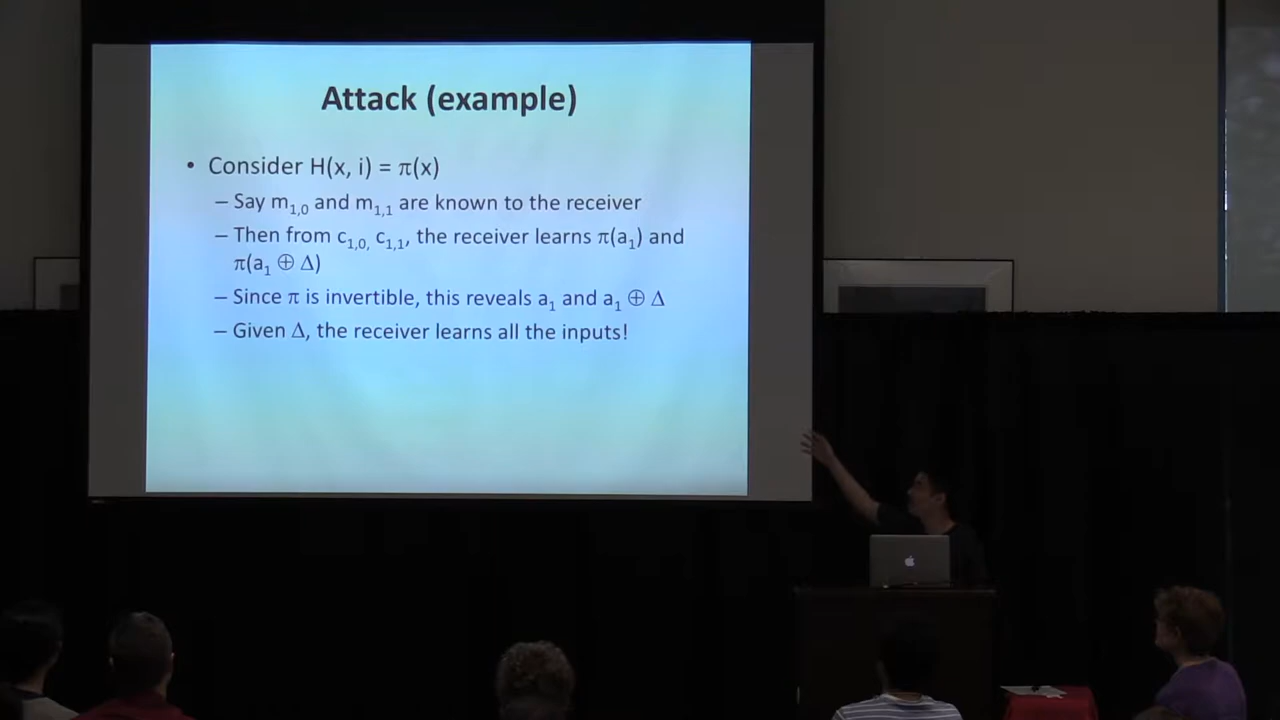 Attack (example)
• Consider H(x, i) = π(x)
– Say m₁,₀ and m₁,₁ are known to the receiver
– Then from c₁,₀, c₁,₁, the receiver learns π(a₁) and
π(a₁ ⊕ Δ)
– Since π is invertible, this reveals a₁ and a₁ ⊕ Δ
– Given Δ, the receiver learns all the inputs!